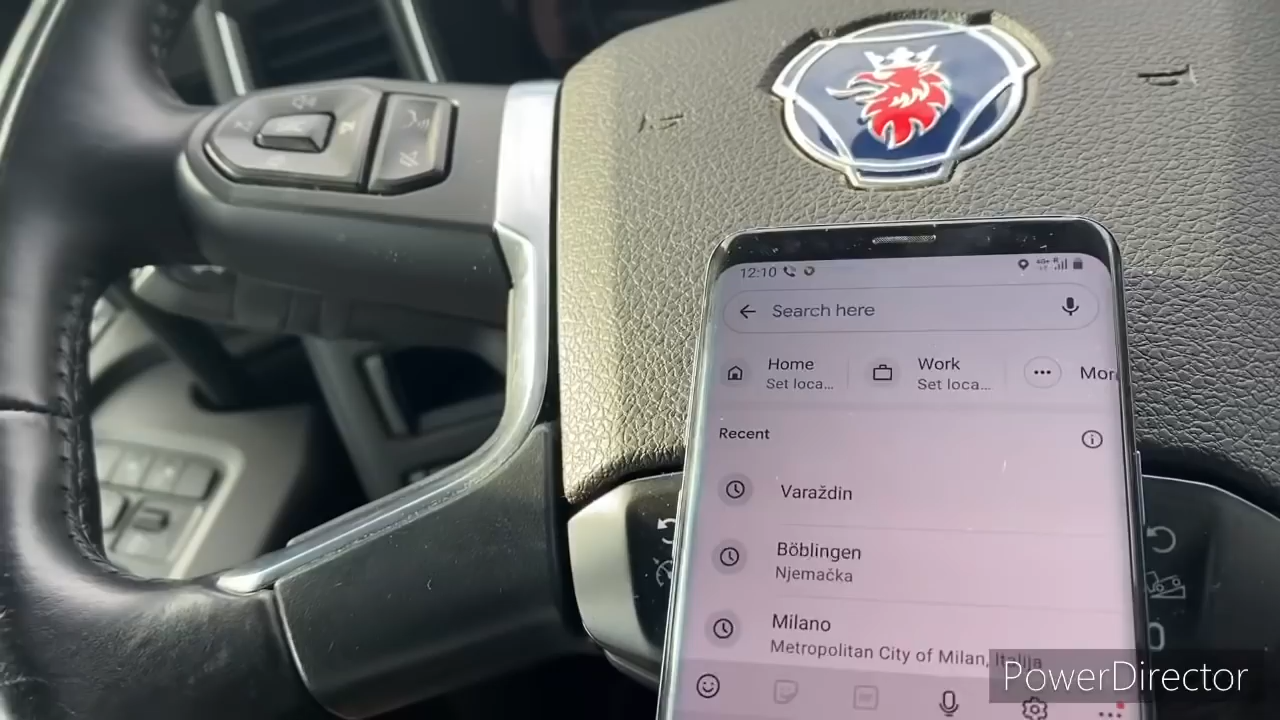 12:10
Search here
Home
Set loca...
Work
Set loca...
Mor
Recent
Varaždin
Böblingen
Njemačka
Milano
Metropolitan City of Milan, Italija
PowerDirector